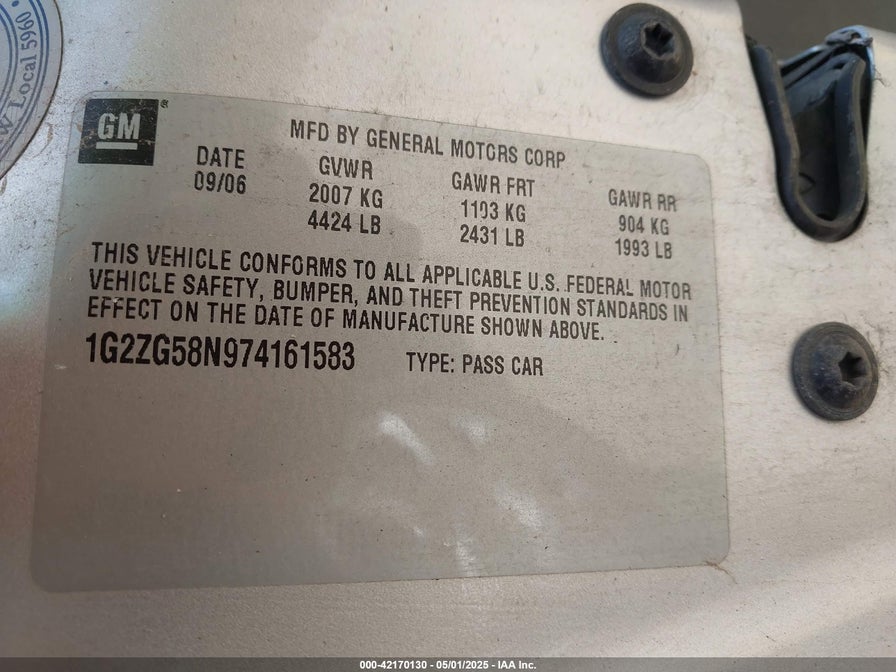 w Local 5960
GM®
MFD BY GENERAL MOTORS CORP
DATE GVWR GAWR FRT GAWR RR
09/06 2007 KG 1103 KG 904 KG
4424 LB 2431 LB 1993 LB
THIS VEHICLE CONFORMS TO ALL APPLICABLE U.S. FEDERAL MOTOR
VEHICLE SAFETY, BUMPER, AND THEFT PREVENTION STANDARDS IN
EFFECT ON THE DATE OF MANUFACTURE SHOWN ABOVE.
1G2ZG58N974161583 TYPE: PASS CAR
000-42170130 - 05/01/2025 - IAA Inc.